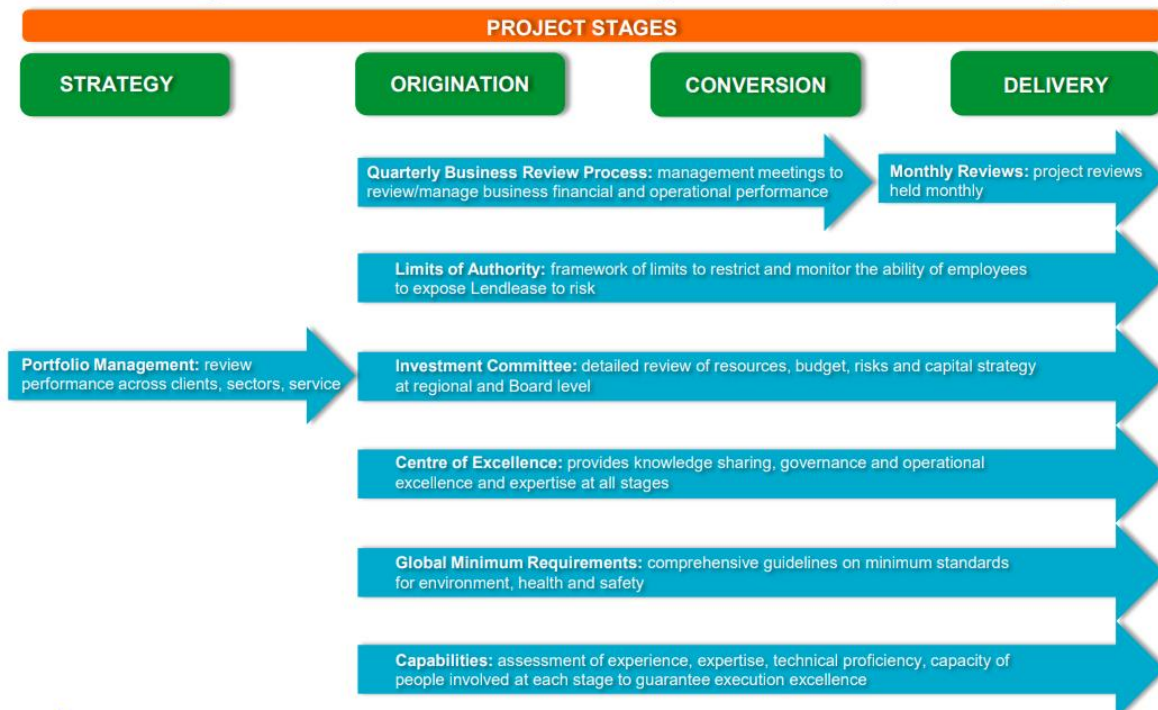 PROJECT STAGES
STRATEGY
ORIGINATION
CONVERSION
DELIVERY
Quarterly Business Review Process: management meetings to
review/manage business financial and operational performance
Monthly Reviews: project reviews
held monthly
Limits of Authority: framework of limits to restrict and monitor the ability of employees
to expose Lendlease to risk
Portfolio Management: review
performance across clients, sectors, service
Investment Committee: detailed review of resources, budget, risks and capital strategy
at regional and Board level
Centre of Excellence: provides knowledge sharing, governance and operational
excellence and expertise at all stages
Global Minimum Requirements: comprehensive guidelines on minimum standards
for environment, health and safety
Capabilities: assessment of experience, expertise, technical proficiency, capacity of
people involved at each stage to guarantee execution excellence